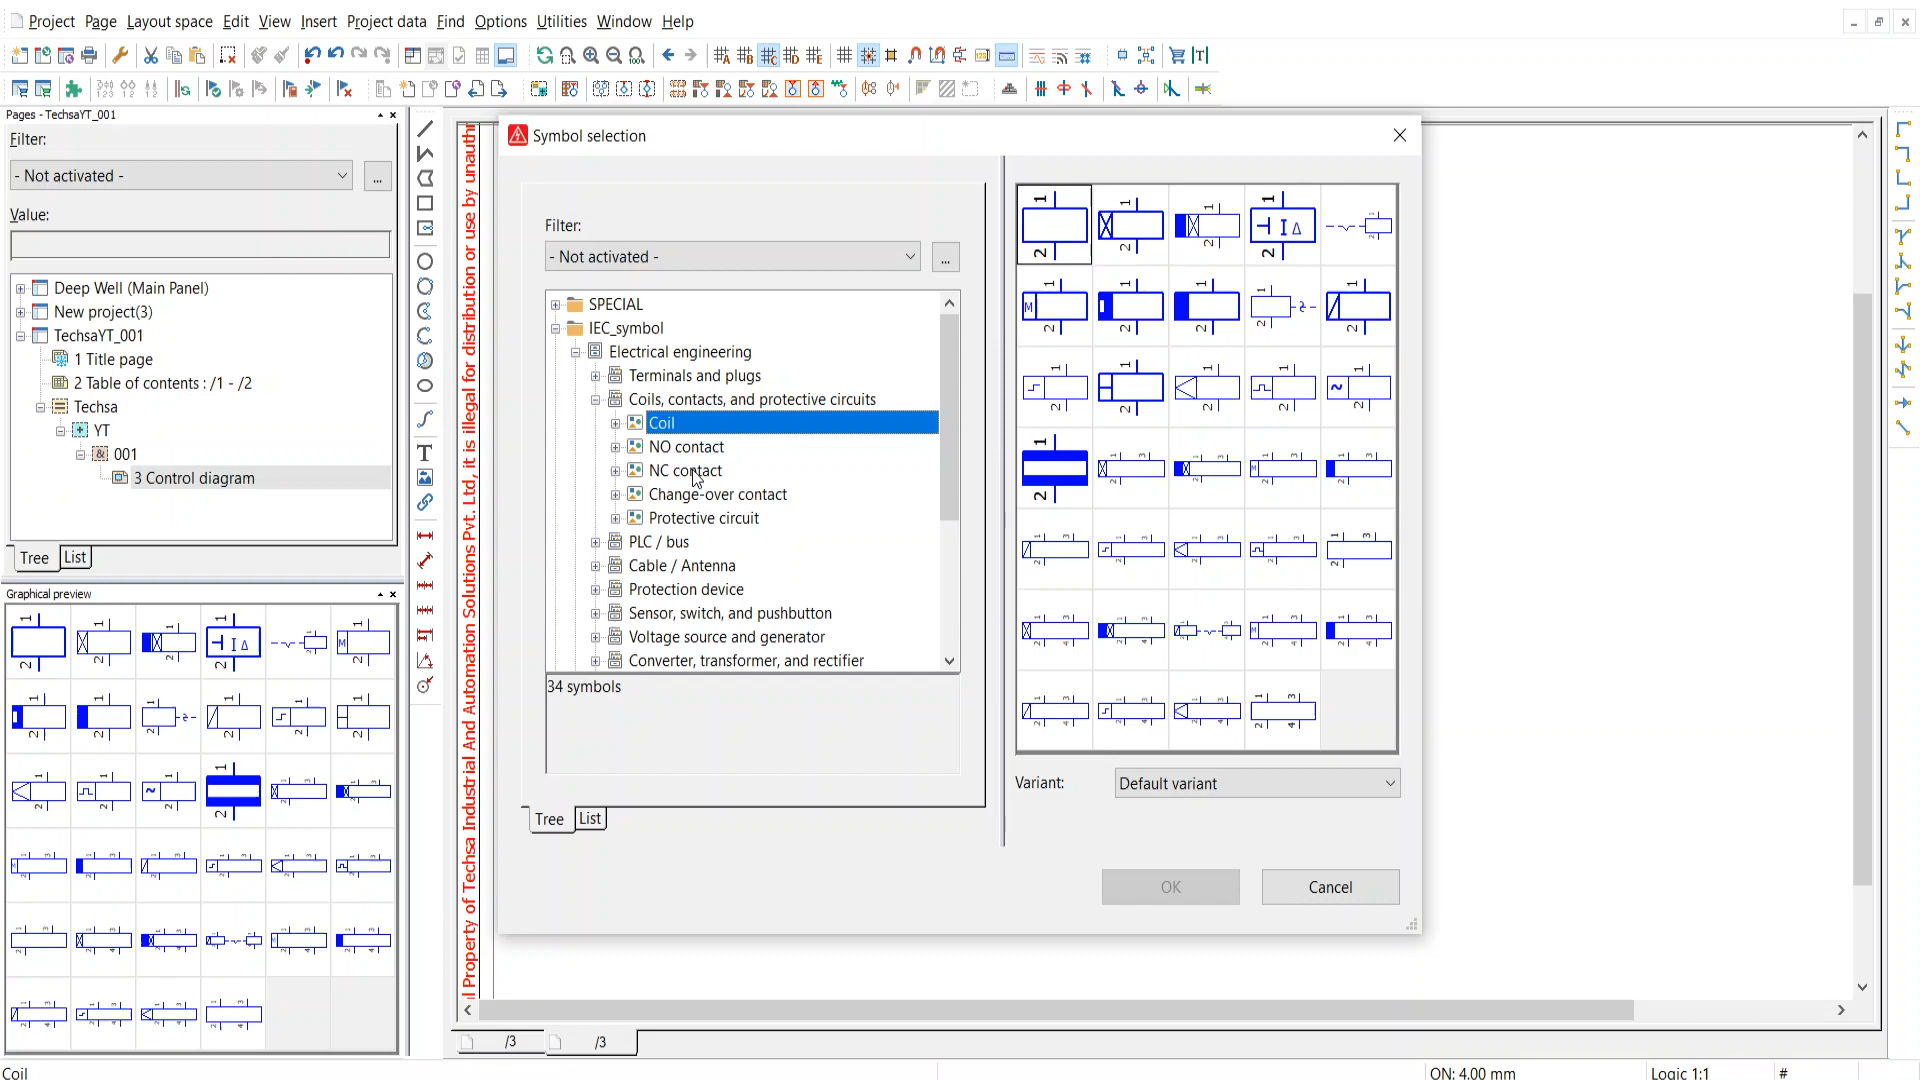 Project Page Layout space Edit View Insert Project data Find Options Utilities Window Help
Pages - TechsaYT_001
Filter:
- Not activated -
...
Value:
Deep Well (Main Panel)
New project(3)
TechsaYT_001
1 Title page
2 Table of contents : /1 - /2
Techsa
YT
001
3 Control diagram
Tree List
Graphical preview
l Property of Techsa Industrial And Automation Solutions Pvt. Ltd, it is illegal for distribution or use by unauthr
Symbol selection
Filter:
- Not activated -
...
SPECIAL
IEC_symbol
Electrical engineering
Terminals and plugs
Coils, contacts, and protective circuits
Coil
NO contact
NC contact
Change-over contact
Protective circuit
PLC / bus
Cable / Antenna
Protection device
Sensor, switch, and pushbutton
Voltage source and generator
Converter, transformer, and rectifier
34 symbols
Tree List
Variant: Default variant
OK Cancel
/3 /3
Coil ON: 4.00 mm Logic 1:1 #